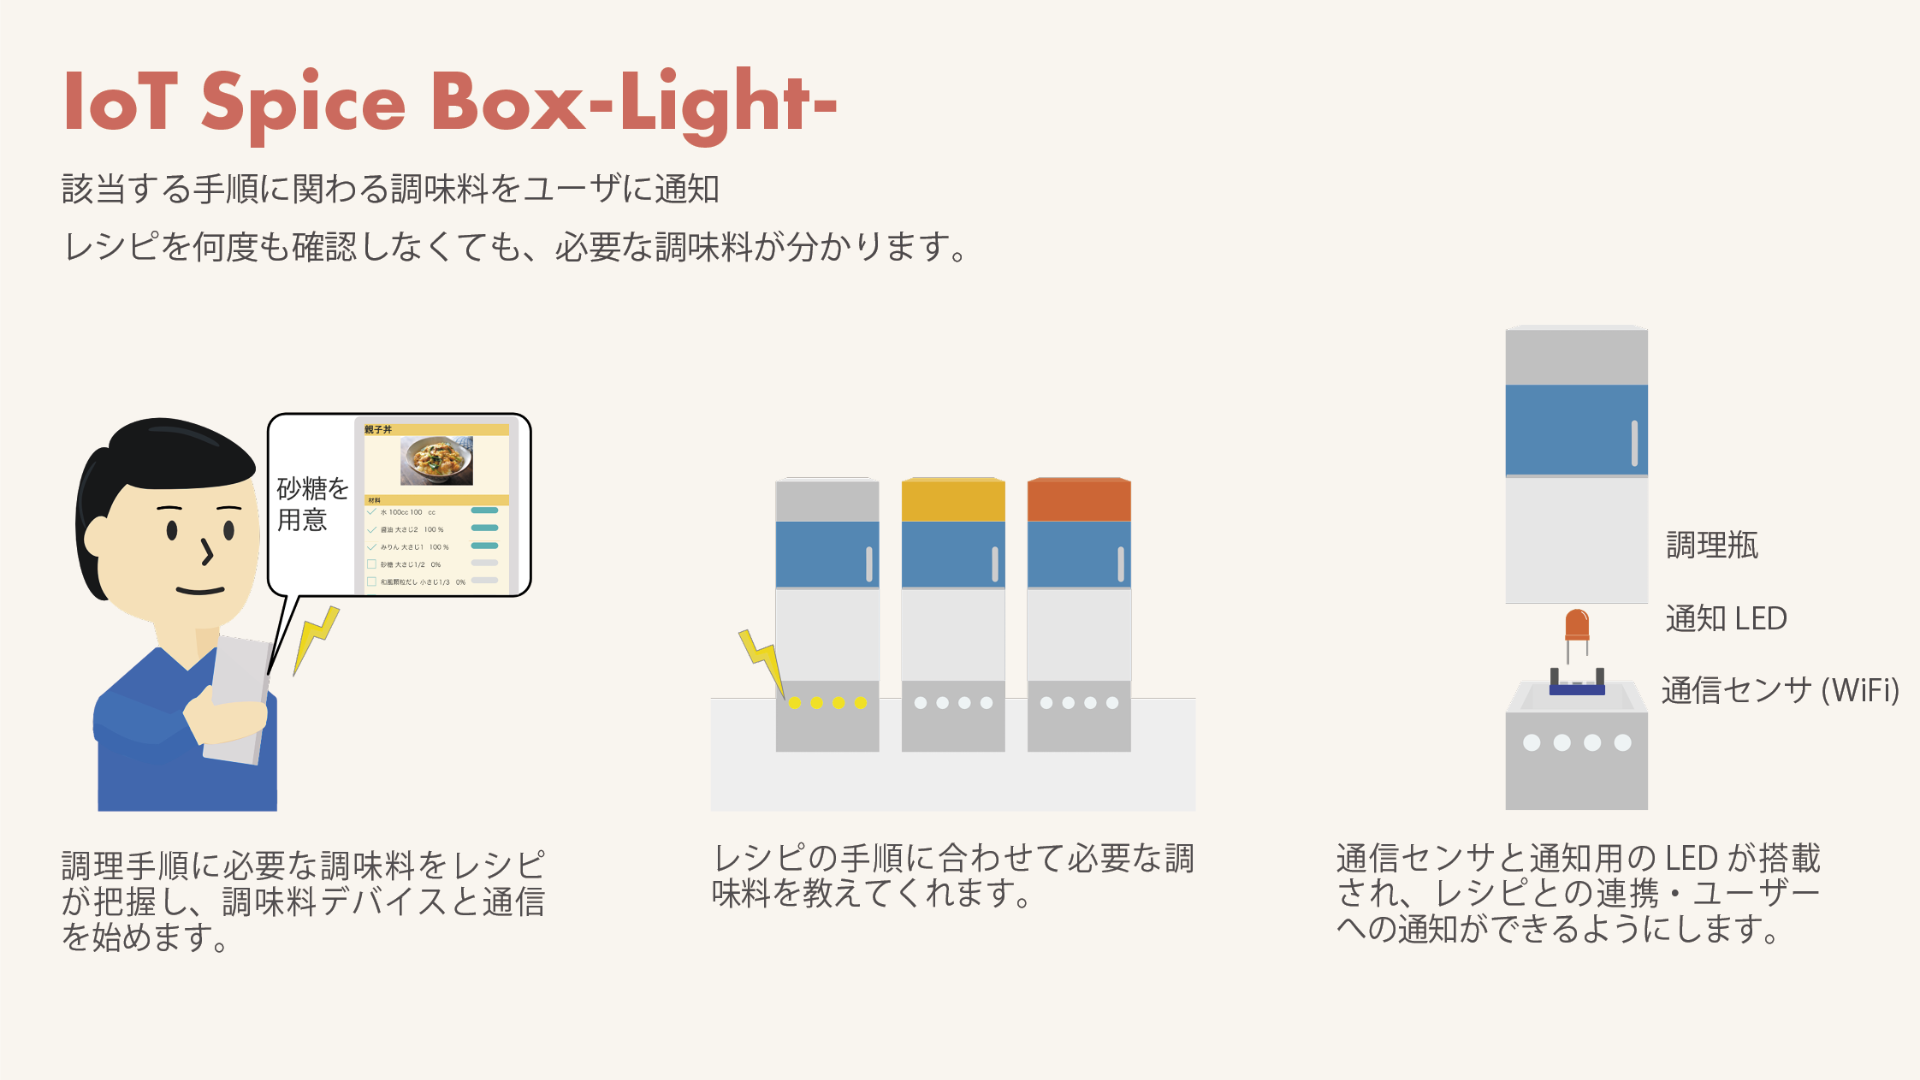 IoT Spice Box-Light-
該当する手順に関わる調味料をユーザに通知
レシピを何度も確認しなくても、必要な調味料が分かります。
砂糖を
用意
親子丼
材料
水 100cc 100 cc
醤油 大さじ2 100 %
みりん 大さじ1 100 %
砂糖 大さじ1/2 0%
和風顆粒だし 小さじ1/3 0%
調理手順に必要な調味料をレシピ
が把握し、調味料デバイスと通信
を始めます。
レシピの手順に合わせて必要な調
味料を教えてくれます。
調理瓶
通知 LED
通信センサ (WiFi)
通信センサと通知用の LED が搭載
され、レシピとの連携・ユーザー
への通知ができるようにします。